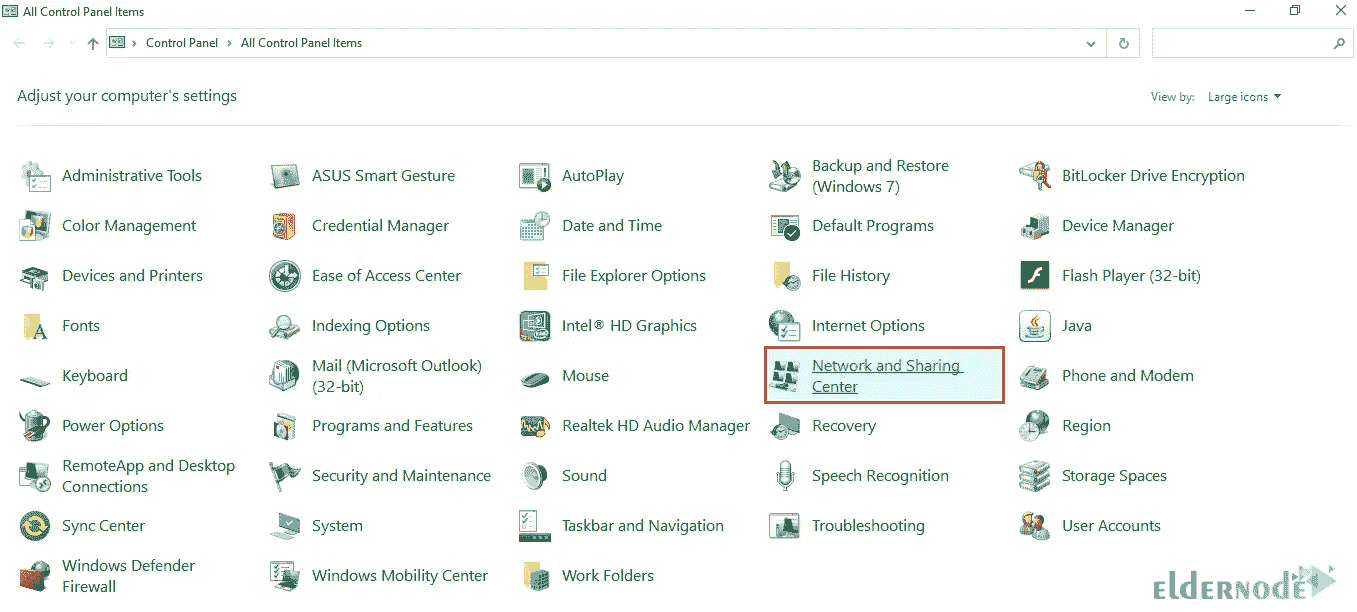 All Control Panel Items
Control Panel › All Control Panel Items
Adjust your computer's settings
View by: Large icons
Administrative Tools
ASUS Smart Gesture
AutoPlay
Backup and Restore
(Windows 7)
BitLocker Drive Encryption
Color Management
Credential Manager
Date and Time
Default Programs
Device Manager
Devices and Printers
Ease of Access Center
File Explorer Options
File History
Flash Player (32-bit)
Fonts
Indexing Options
Intel® HD Graphics
Internet Options
Java
Keyboard
Mail (Microsoft Outlook)
(32-bit)
Mouse
Network and Sharing
Center
Phone and Modem
Power Options
Programs and Features
Realtek HD Audio Manager
Recovery
Region
RemoteApp and Desktop
Connections
Security and Maintenance
Sound
Speech Recognition
Storage Spaces
Sync Center
System
Taskbar and Navigation
Troubleshooting
User Accounts
Windows Defender
Firewall
Windows Mobility Center
Work Folders
eldernode